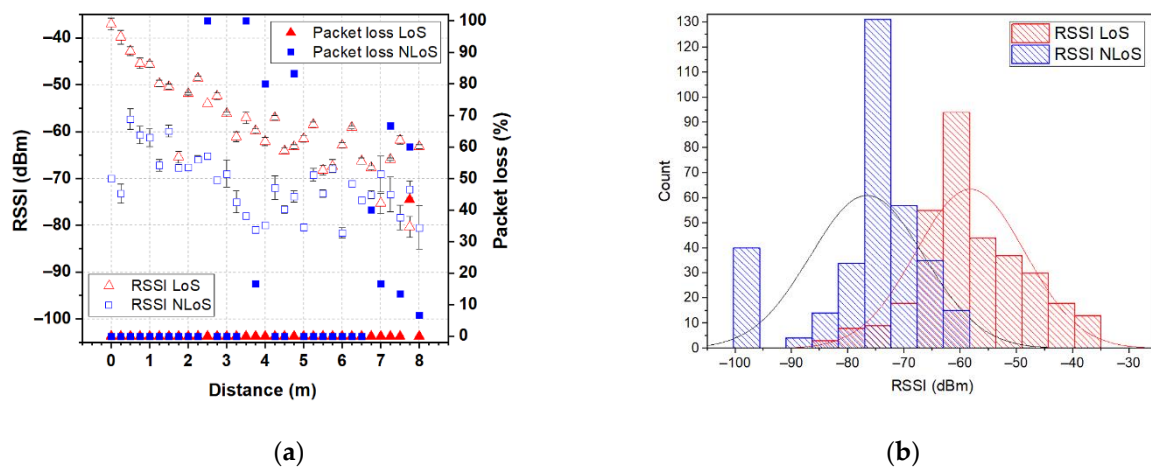 −40
−50
−60
−70
−80
−90
−100
RSSI (dBm)
Packet loss LoS
Packet loss NLoS
RSSI LoS
RSSI NLoS
100
90
80
70
60
50
40
30
20
10
0
Packet loss (%)
0 1 2 3 4 5 6 7 8
Distance (m)
(a)
130
120
110
100
90
80
70
60
50
40
30
20
10
0
Count
RSSI LoS
RSSI NLoS
−100 −90 −80 −70 −60 −50 −40 −30
RSSI (dBm)
(b)